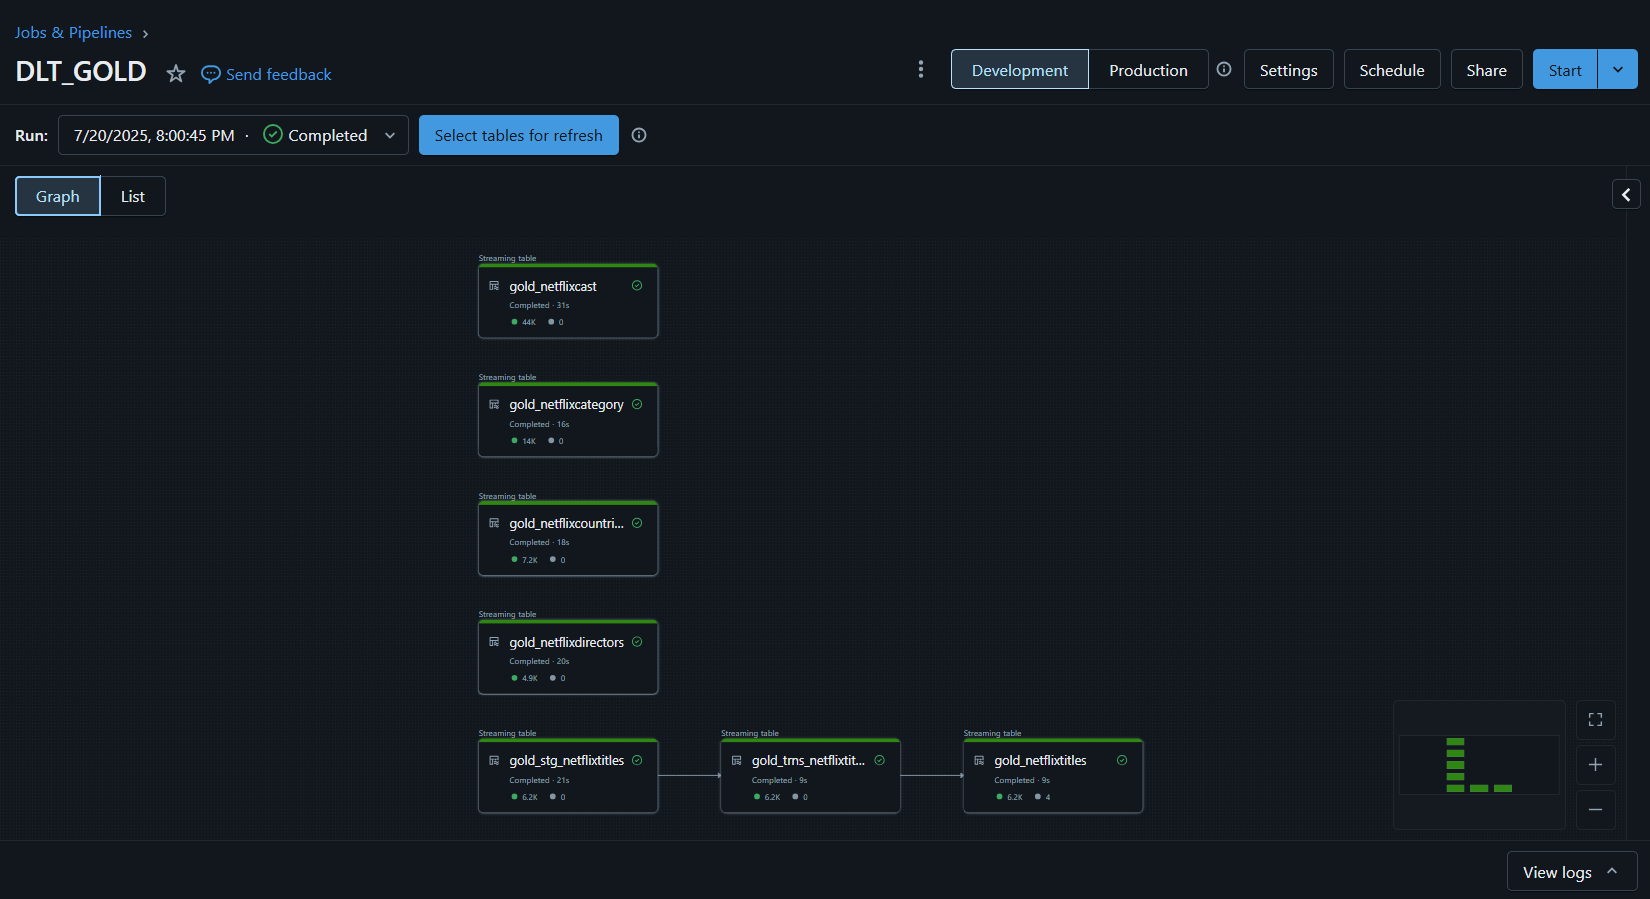 Jobs & Pipelines ›
DLT_GOLD
Send feedback
Development
Production
Settings
Schedule
Share
Start
Run:
7/20/2025, 8:00:45 PM · Completed
Select tables for refresh
Graph
List
Streaming table
gold_netflixcast
Completed · 31s
44K 0
Streaming table
gold_netflixcategory
Completed · 16s
14K 0
Streaming table
gold_netflixcountri...
Completed · 18s
7.2K 0
Streaming table
gold_netflixdirectors
Completed · 20s
4.9K 0
Streaming table
gold_stg_netflixtitles
Completed · 21s
6.2K 0
Streaming table
gold_trns_netflixtit...
Completed · 9s
6.2K 0
Streaming table
gold_netflixtitles
Completed · 9s
6.2K 4
View logs